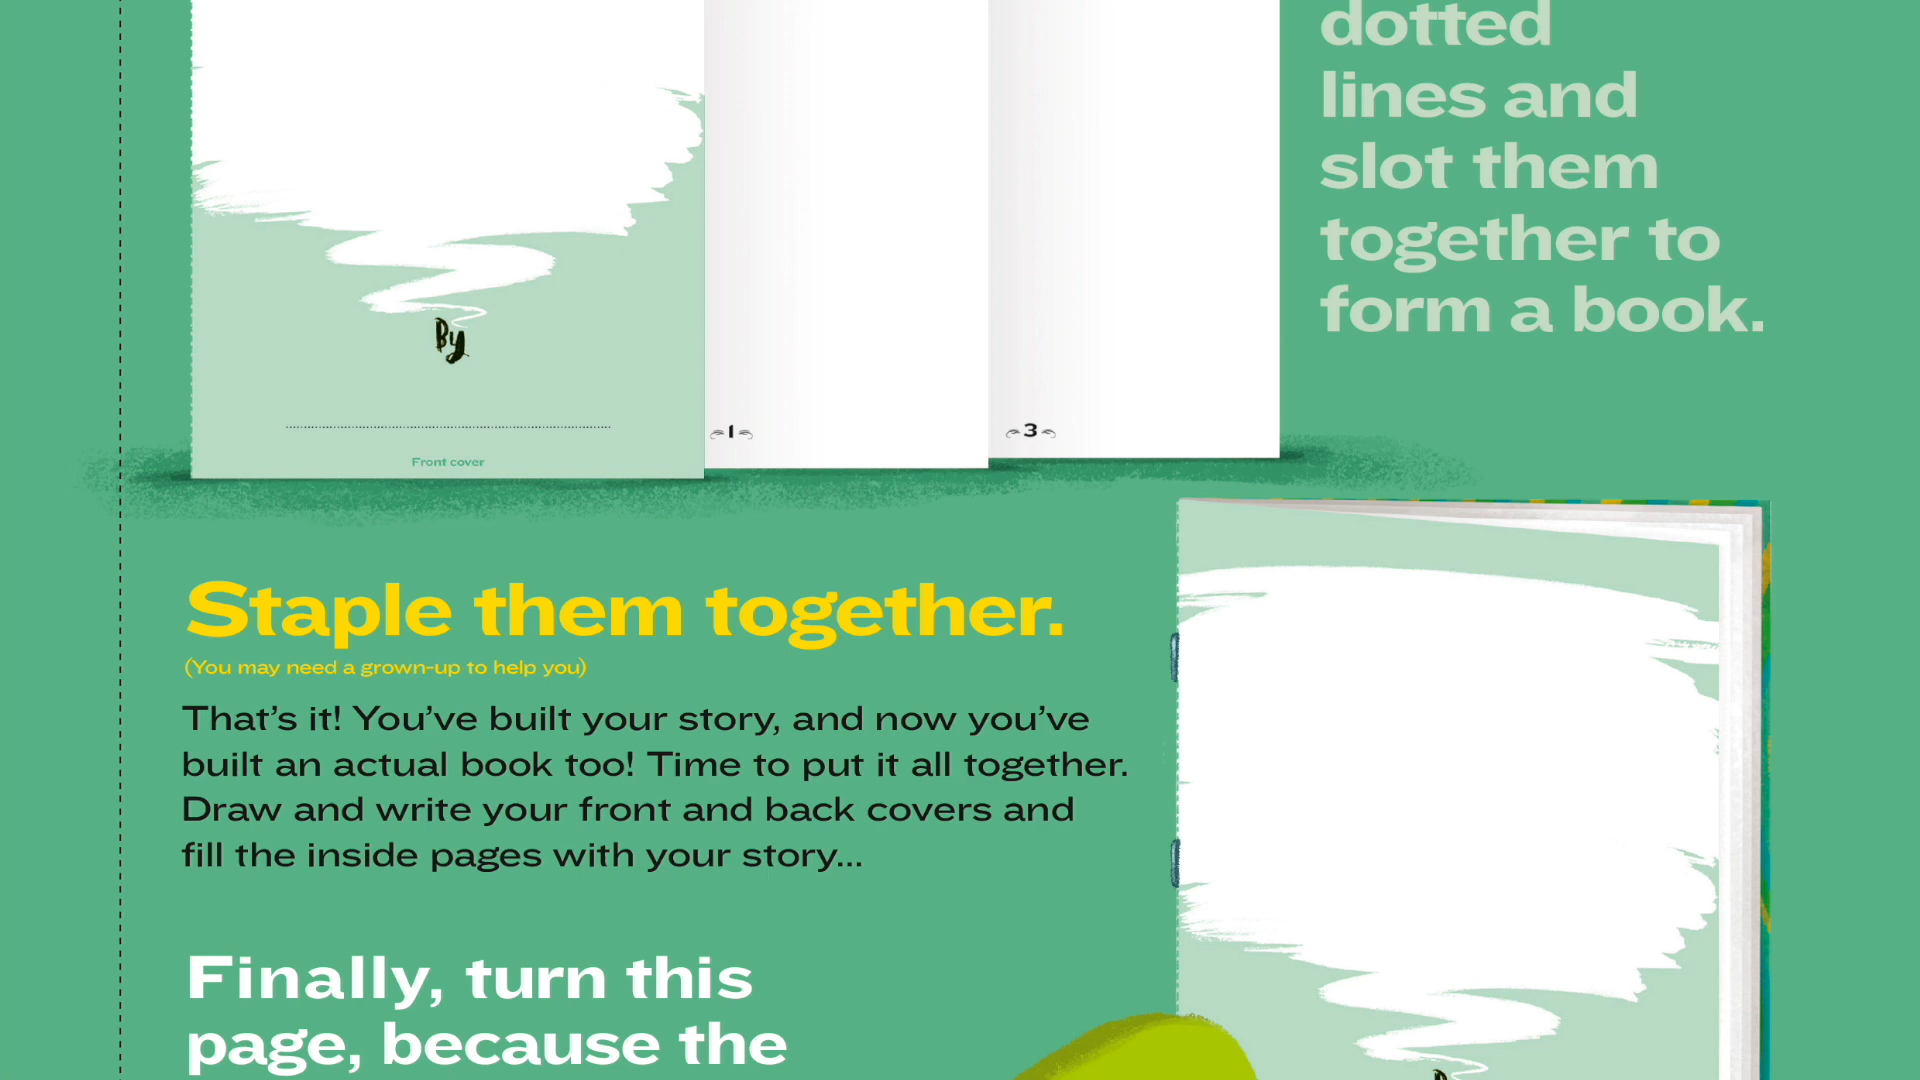 dotted
lines and
slot them
together to
form a book.
By
Front cover
1
3
Staple them together.
(You may need a grown-up to help you)
That’s it! You’ve built your story, and now you’ve
built an actual book too! Time to put it all together.
Draw and write your front and back covers and
fill the inside pages with your story...
Finally, turn this
page, because the